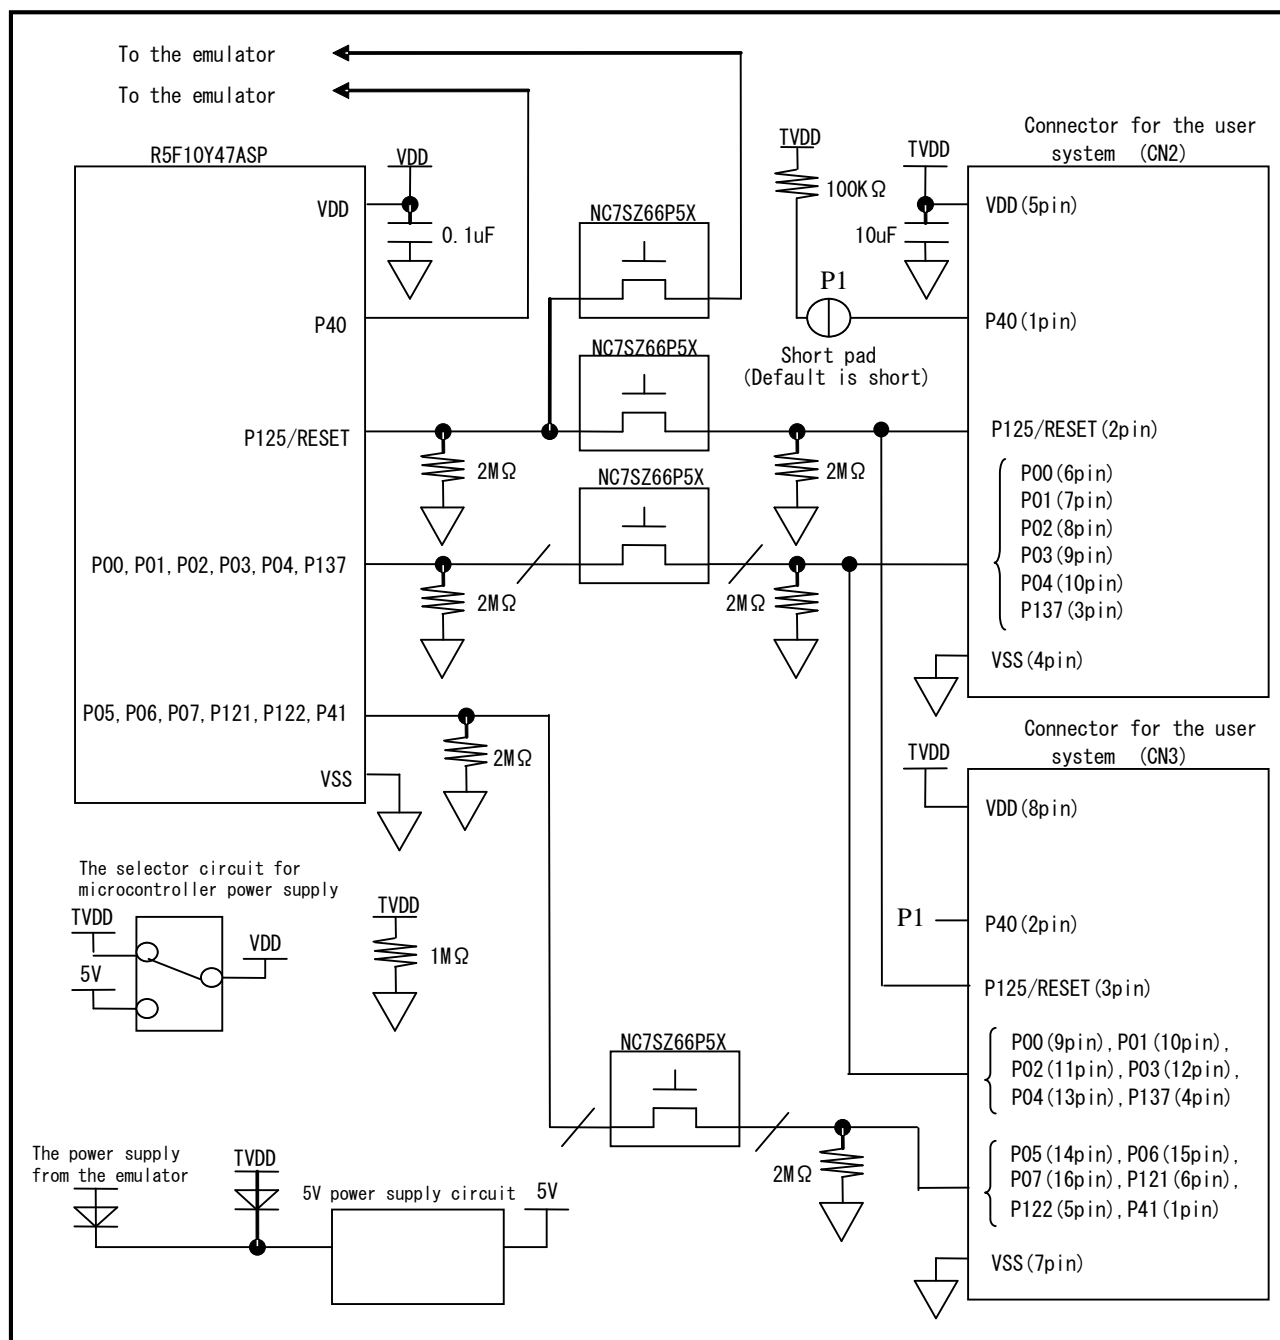 To the emulator
To the emulator
R5F10Y47ASP
VDD
VDD
0.1uF
P40
P125/RESET
2MΩ
P00, P01, P02, P03, P04, P137
2MΩ
P05, P06, P07, P121, P122, P41
2MΩ
VSS
NC7SZ66P5X
NC7SZ66P5X
NC7SZ66P5X
2MΩ
2MΩ
TVDD
100KΩ
P1
Short pad
(Default is short)
Connector for the user
system (CN2)
TVDD
10uF
VDD(5pin)
P40(1pin)
P125/RESET(2pin)
P00(6pin)
P01(7pin)
P02(8pin)
P03(9pin)
P04(10pin)
P137(3pin)
VSS(4pin)
Connector for the user
system (CN3)
TVDD
VDD(8pin)
P1
P40(2pin)
P125/RESET(3pin)
P00(9pin), P01(10pin),
P02(11pin), P03(12pin),
P04(13pin), P137(4pin)
P05(14pin), P06(15pin),
P07(16pin), P121(6pin),
P122(5pin), P41(1pin)
VSS(7pin)
The selector circuit for
microcontroller power supply
TVDD
5V
VDD
TVDD
1MΩ
NC7SZ66P5X
2MΩ
The power supply
from the emulator
TVDD
5V power supply circuit
5V